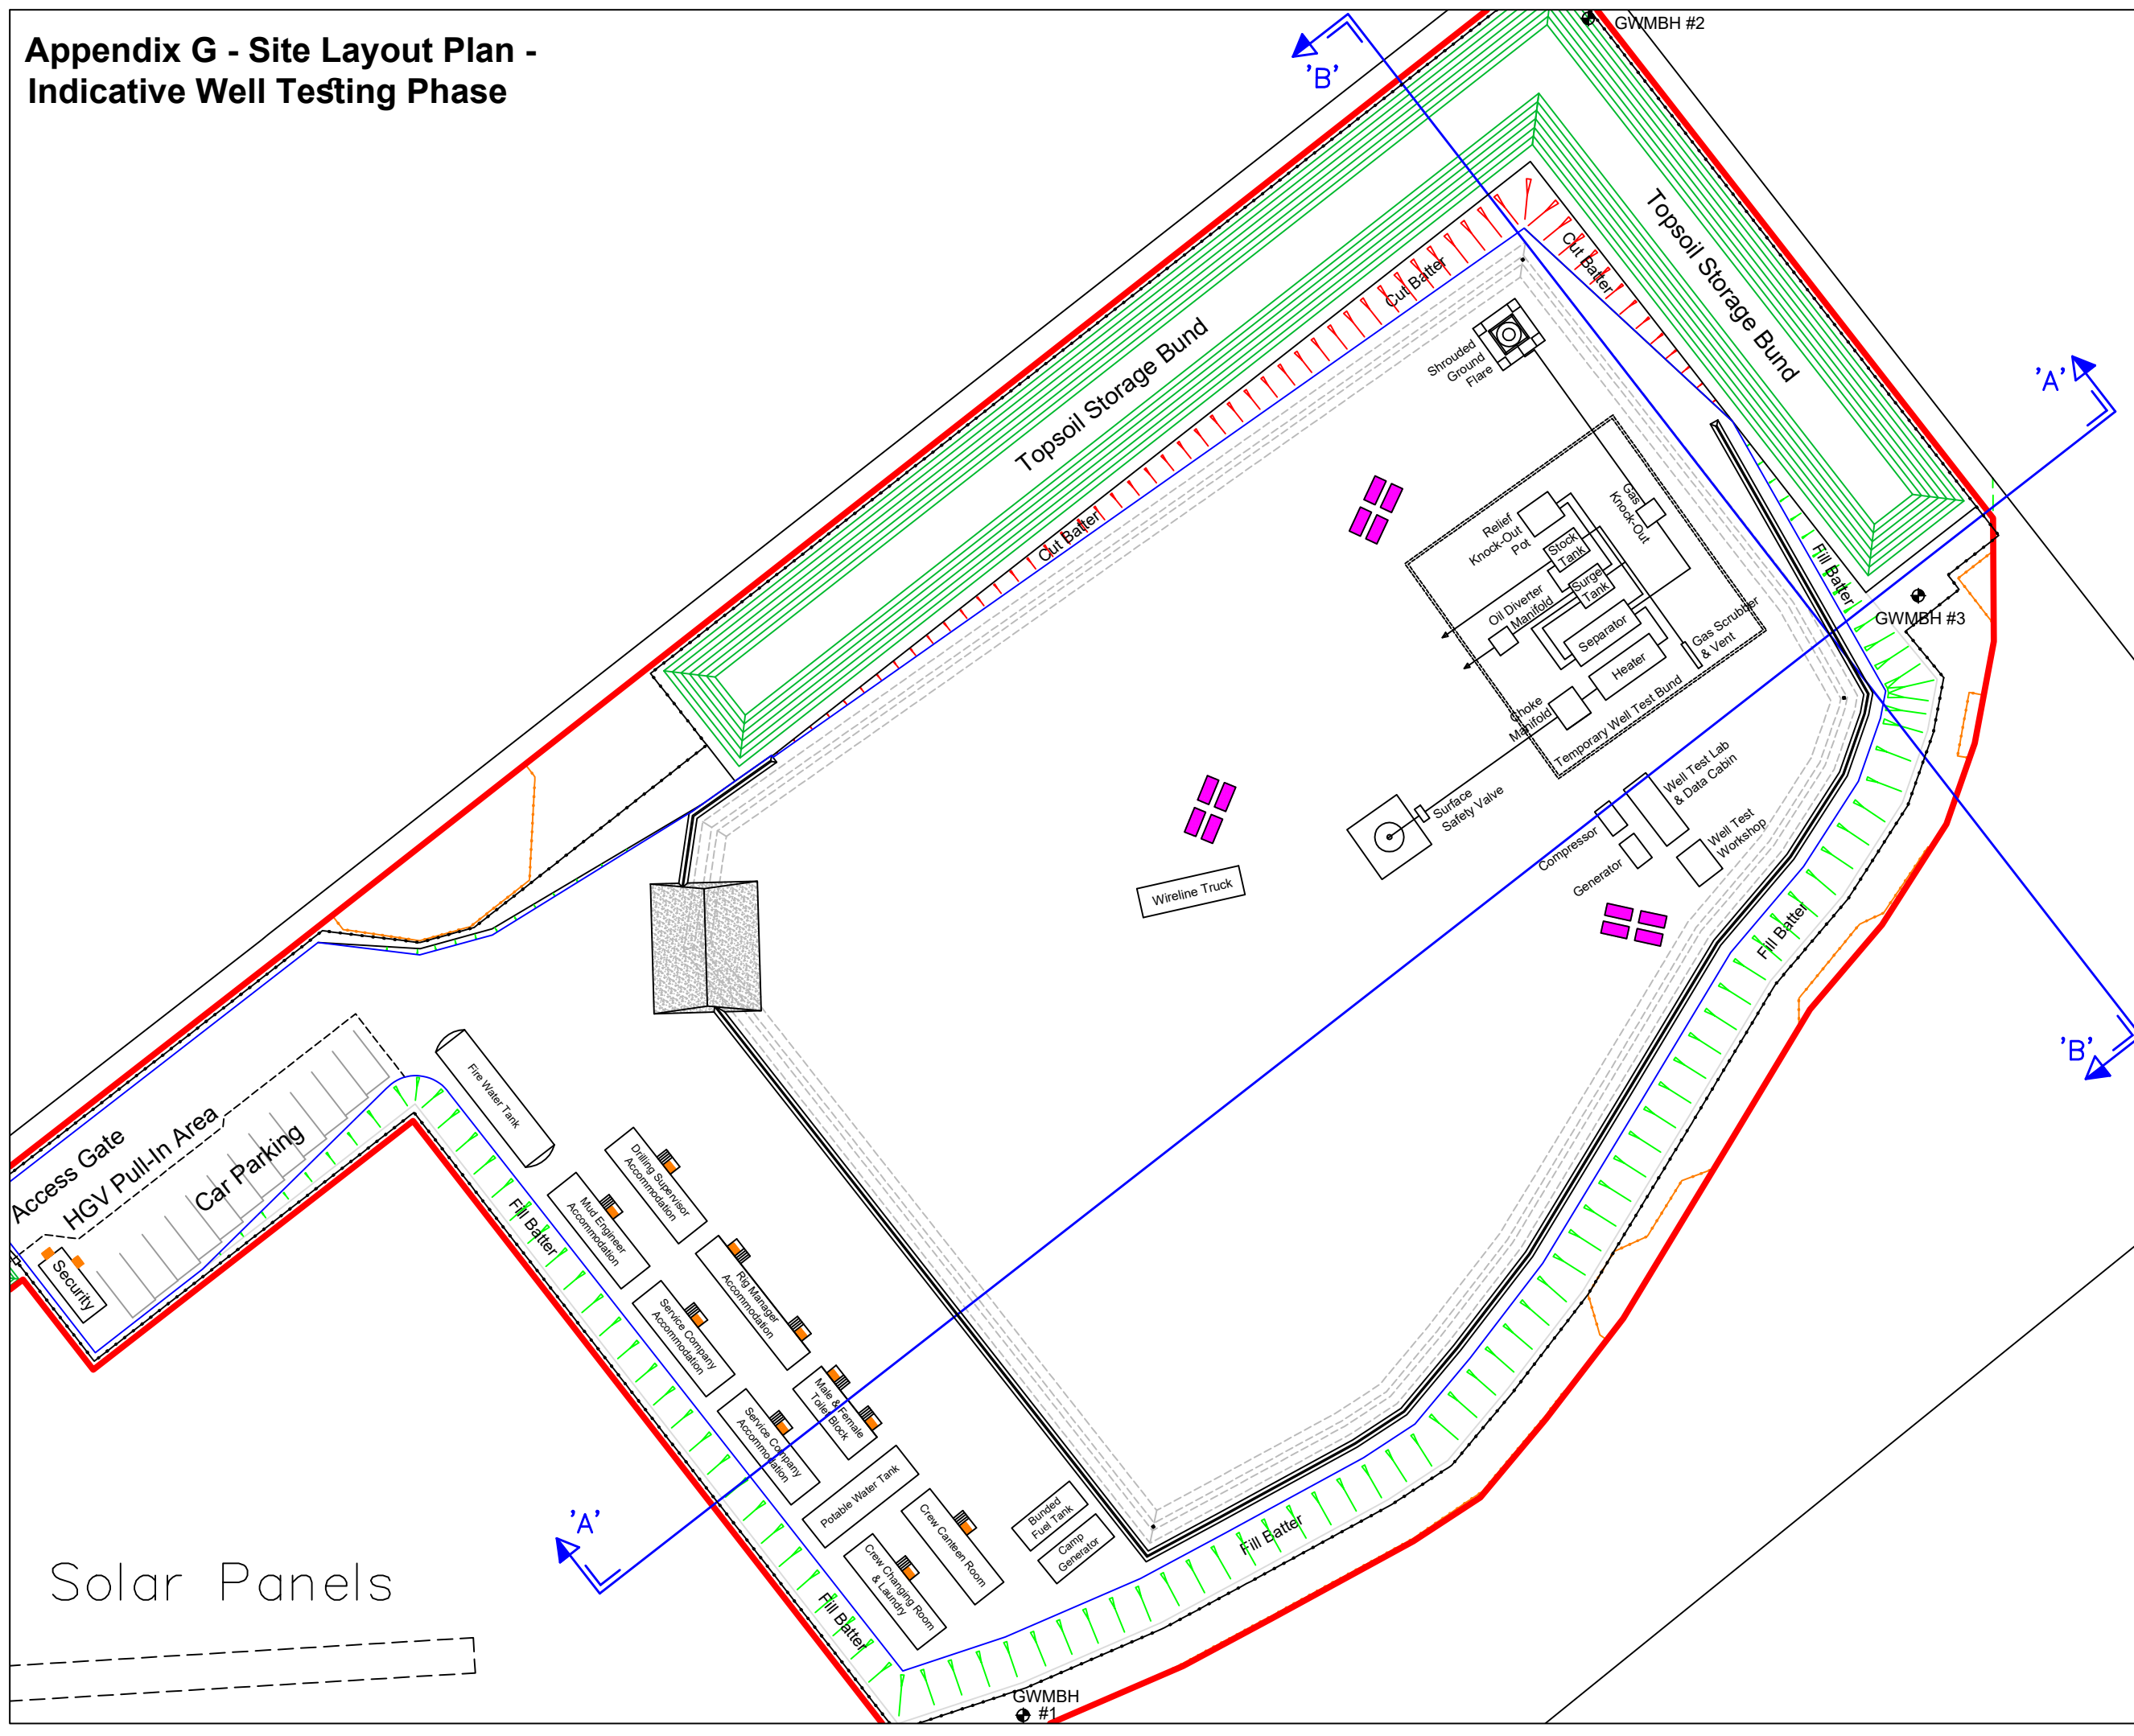 Appendix G - Site Layout Plan -
Indicative Well Testing Phase
GWMBH #2
'B'
Topsoil Storage Bund
Cut Batter
Cut Batter
'A'
Topsoil Storage Bund
Shrouded
Ground
Flare
Cut Batter
Gas
Knock-Out
Relief
Knock-Out
Pot
Stock
Tank
Surge
Tank
Oil Diverter
Manifold
Separator
Heater
Gas Scrubber
& Vent
Choke
Manifold
Temporary Well Test Bund
Fill Batter
GWMBH #3
Surface
Safety Valve
Well Test Lab
& Data Cabin
Compressor
Generator
Well Test
Workshop
Wireline Truck
Fill Batter
'B'
Fire Water Tank
Access Gate
HGV Pull-In Area
Car Parking
Security
Fill Batter
Drilling Supervisor
Accommodation
Mud Engineer
Accommodation
Rig Manager
Accommodation
Service Company
Accommodation
Male & Female
Toilet Block
Service Company
Accommodation
Potable Water Tank
Crew Canteen Room
Bunded
Fuel Tank
Camp
Generator
Crew Changing Room
& Laundry
Fill Batter
Fill Batter
'A'
Solar Panels
GWMBH
#1